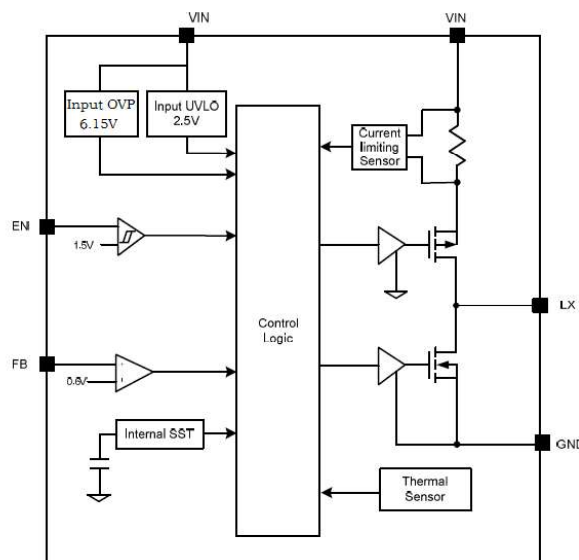 VIN
VIN
Input OVP
6.15V
Input UVLO
2.5V
Current
limiting
Sensor
EN
1.5V
LX
Control
Logic
FB
0.6V
GND
Internal SST
Thermal
Sensor